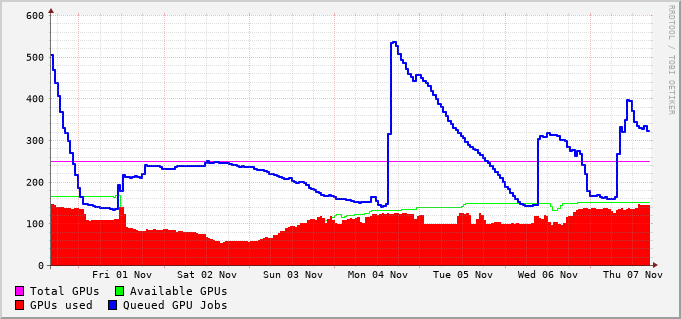 600
500
400
300
200
100
0
Fri 01 Nov Sat 02 Nov Sun 03 Nov Mon 04 Nov Tue 05 Nov Wed 06 Nov Thu 07 Nov
Total GPUs Available GPUs
GPUs used Queued GPU Jobs
RRDTOOL / TOBI OETIKER